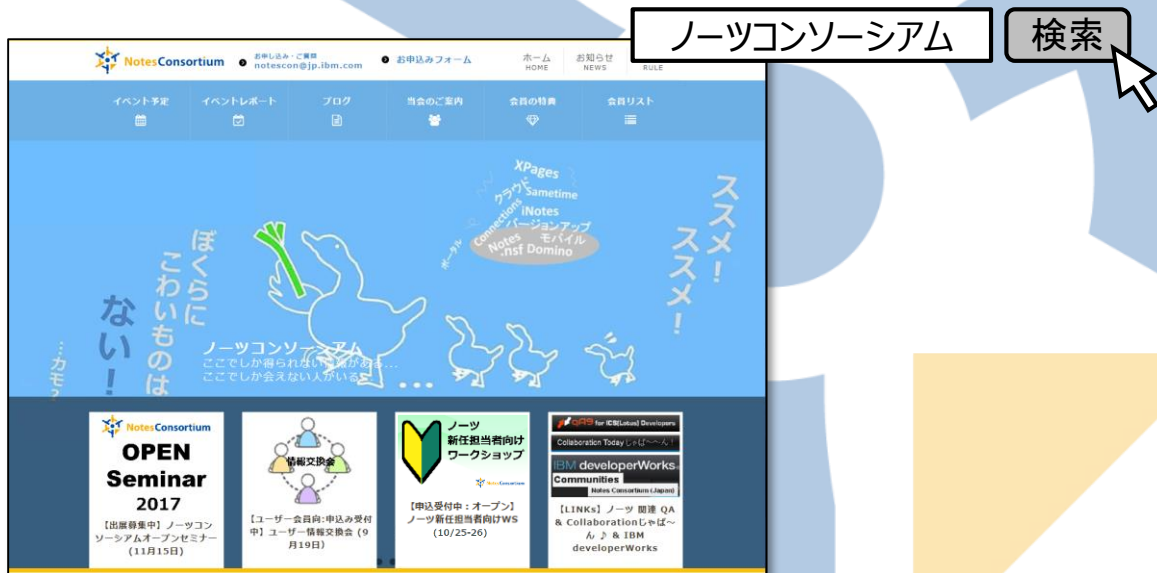 ノーツコンソーシアム 検索
NotesConsortium
お申し込み・ご質問
notescon@jp.ibm.com
お申込みフォーム
ホーム
HOME
お知らせ
NEWS
RULE
イベント予定
イベントレポート
ブログ
当会のご案内
会員の特典
会員リスト
XPages
クラウド
Sametime
Connections
iNotes
バージョンアップ
ポータル
Notes
モバイル
.nsf Domino
ススメ!
ススメ!
ぼくらに
こわいものは
ない!
…カモ?
ノーツコンソーシアム
ここでしか得られない情報がある...
ここでしか会えない人がいる...
NotesConsortium
OPEN
Seminar
2017
【出展募集中】ノーツコン
ソーシアムオープンセミナー
(11月15日)
情報交換会
【ユーザー会員向:申込み受付
中】ユーザー情報交換会 (9
月19日)
ノーツ
新任担当者向け
ワークショップ
NotesConsortium
【申込受付中:オープン】
ノーツ新任担当者向けWS
(10/25-26)
QA9 for ICS(Lotus) Developers
Collaboration Today じゃぱ~~ん!
IBM developerWorks
Communities
Notes Consortium (Japan)
【LINKs】ノーツ 関連 QA
& Collaborationじゃぱ~
ん ♪ & IBM
developerWorks